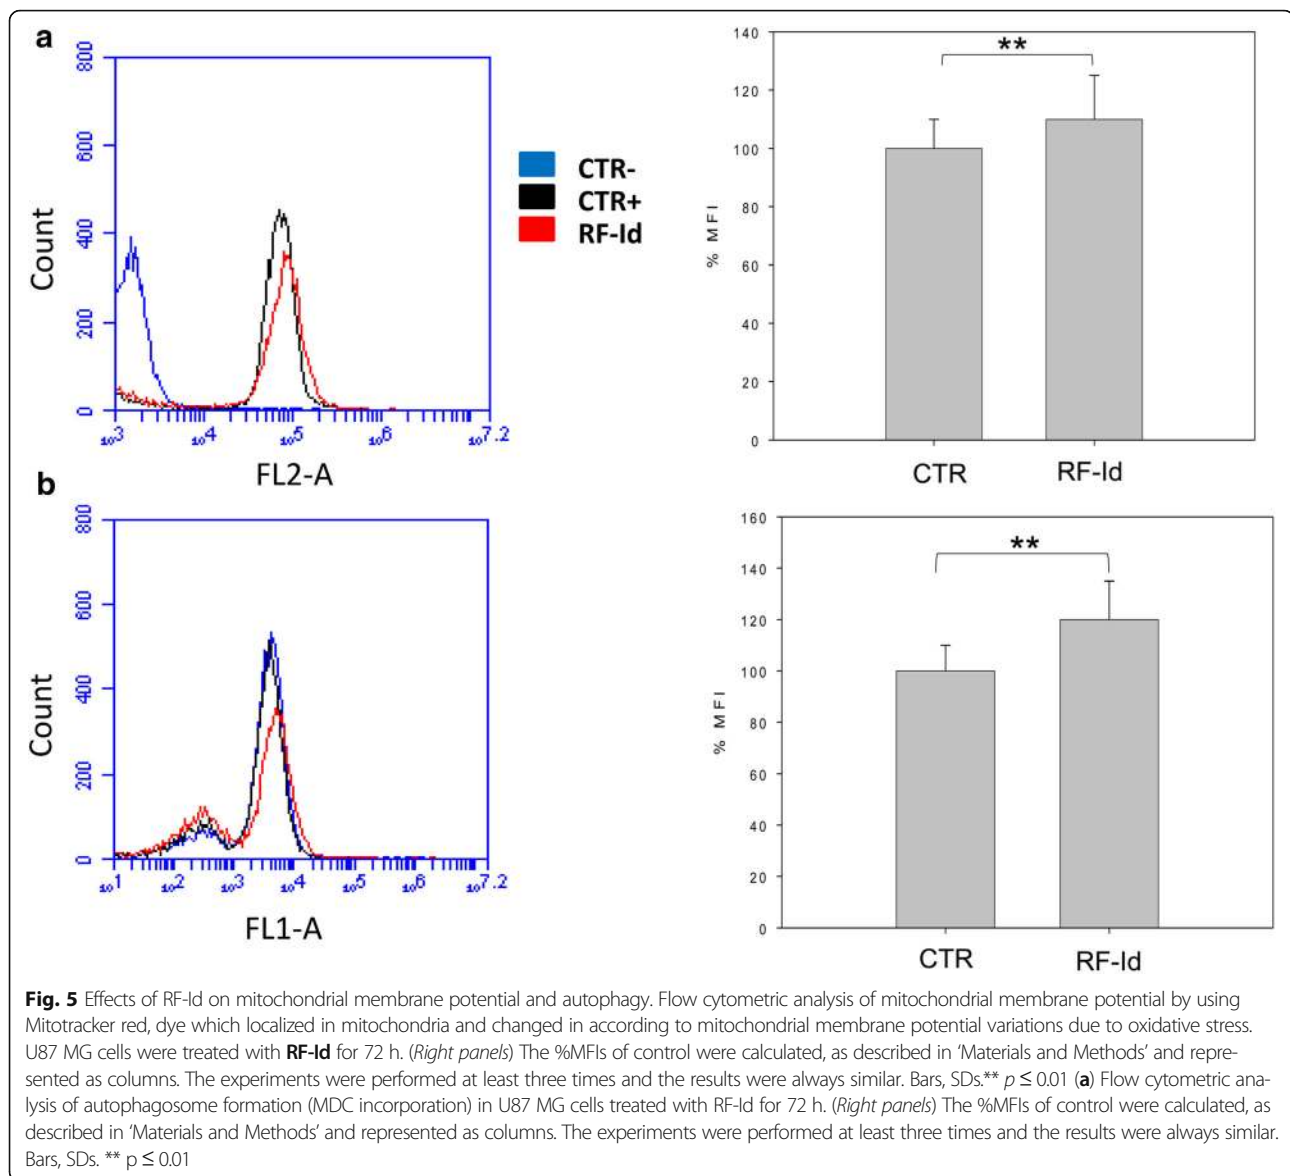 a
800
600
400
200
0
Count
10^3 10^4 10^5 10^6 10^7.2
FL2-A
CTR-
CTR+
RF-Id
140
120
100
80
60
40
20
0
% MFI
**
CTR RF-Id
b
800
600
400
200
0
Count
10^1 10^2 10^3 10^4 10^5 10^6 10^7.2
FL1-A
160
140
120
100
80
60
40
20
0
% MFI
**
CTR RF-Id
Fig. 5 Effects of RF-Id on mitochondrial membrane potential and autophagy. Flow cytometric analysis of mitochondrial membrane potential by using
Mitotracker red, dye which localized in mitochondria and changed in according to mitochondrial membrane potential variations due to oxidative stress.
U87 MG cells were treated with RF-Id for 72 h. (Right panels) The %MFIs of control were calculated, as described in ‘Materials and Methods’ and repre-
sented as columns. The experiments were performed at least three times and the results were always similar. Bars, SDs.** p ≤ 0.01 (a) Flow cytometric ana-
lysis of autophagosome formation (MDC incorporation) in U87 MG cells treated with RF-Id for 72 h. (Right panels) The %MFIs of control were calculated, as
described in ‘Materials and Methods’ and represented as columns. The experiments were performed at least three times and the results were always similar.
Bars, SDs. ** p ≤ 0.01